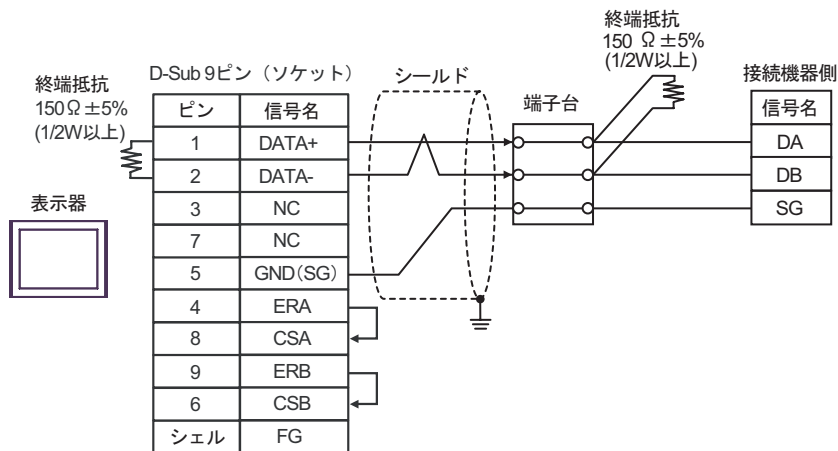 終端抵抗
150 Ω ±5%
(1/2W以上)
D-Sub 9ピン（ソケット）
シールド
端子台
接続機器側
終端抵抗
150Ω±5%
(1/2W以上)
表示器
ピン 信号名
1 DATA+
2 DATA-
3 NC
7 NC
5 GND(SG)
4 ERA
8 CSA
9 ERB
6 CSB
シェル FG
信号名
DA
DB
SG